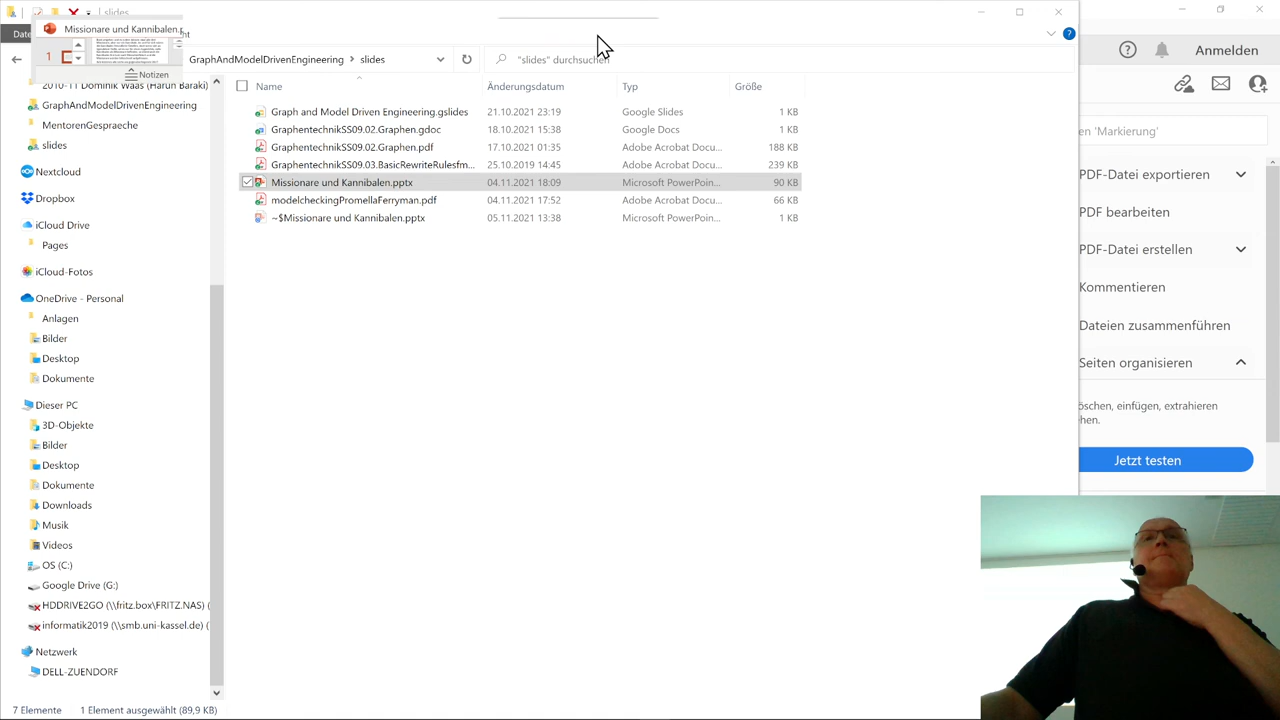 slides
Missionare und Kannibalen.p
Date
1
Notizen
GraphAndModelDrivenEngineering > slides
"slides" durchsuchen
Name
Änderungsdatum
Typ
Größe
Graph and Model Driven Engineering.gslides 21.10.2021 23:19 Google Slides 1 KB
GraphentechnikSS09.02.Graphen.gdoc 18.10.2021 15:38 Google Docs 1 KB
GraphentechnikSS09.02.Graphen.pdf 17.10.2021 01:35 Adobe Acrobat Docu... 188 KB
GraphentechnikSS09.03.BasicRewriteRulesfm... 25.10.2019 14:45 Adobe Acrobat Docu... 239 KB
Missionare und Kannibalen.pptx 04.11.2021 18:09 Microsoft PowerPoin... 90 KB
modelcheckingPromellaFerryman.pdf 04.11.2021 17:52 Adobe Acrobat Docu... 66 KB
~$Missionare und Kannibalen.pptx 05.11.2021 13:38 Microsoft PowerPoin... 1 KB
2010-11 Dominik Waas (Harun Baraki)
GraphAndModelDrivenEngineering
MentorenGespraeche
slides
Nextcloud
Dropbox
iCloud Drive
Pages
iCloud-Fotos
OneDrive - Personal
Anlagen
Bilder
Desktop
Dokumente
Dieser PC
3D-Objekte
Bilder
Desktop
Dokumente
Downloads
Musik
Videos
OS (C:)
Google Drive (G:)
HDDRIVE2GO (\\fritz.box\FRITZ.NAS) (
informatik2019 (\\smb.uni-kassel.de) (
Netzwerk
DELL-ZUENDORF
7 Elemente 1 Element ausgewählt (89,9 KB)
Anmelden
en 'Markierung'
PDF-Datei exportieren
PDF bearbeiten
PDF-Datei erstellen
Kommentieren
Dateien zusammenführen
Seiten organisieren
öschen, einfügen, extrahieren
hen.
Jetzt testen